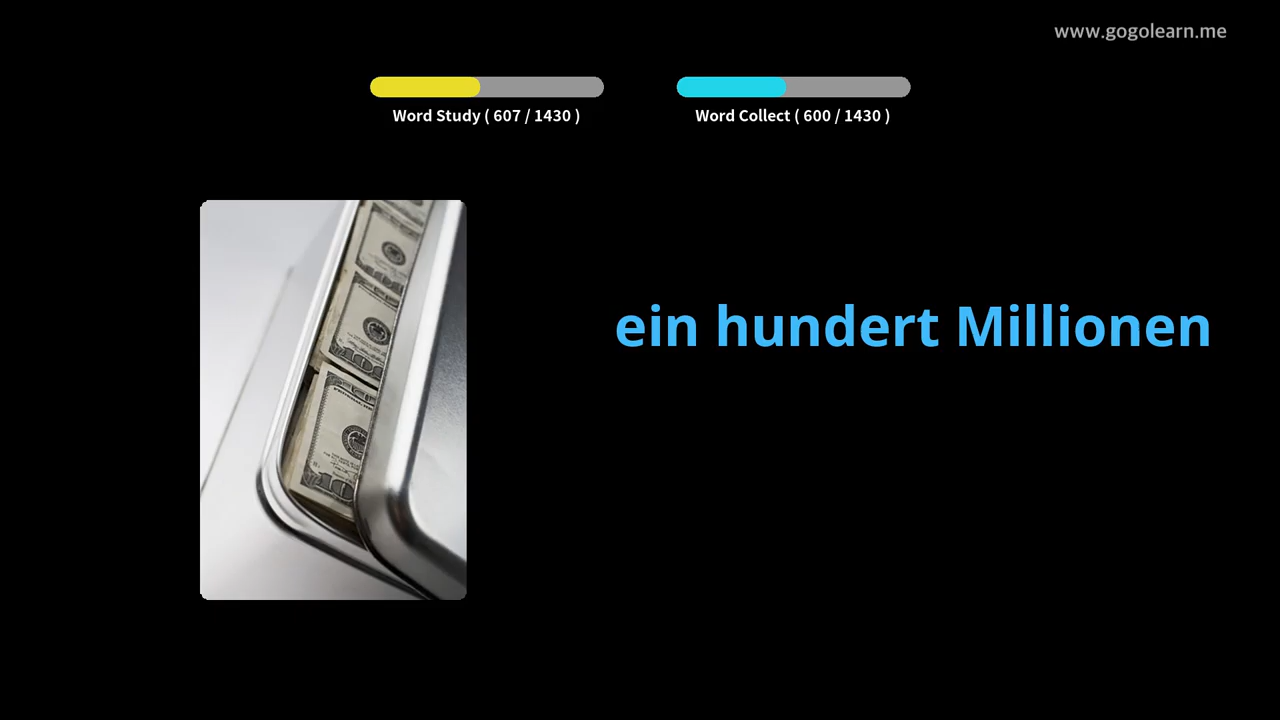 www.gogolearn.me
Word Study ( 607 / 1430 )
Word Collect ( 600 / 1430 )
ein hundert Millionen